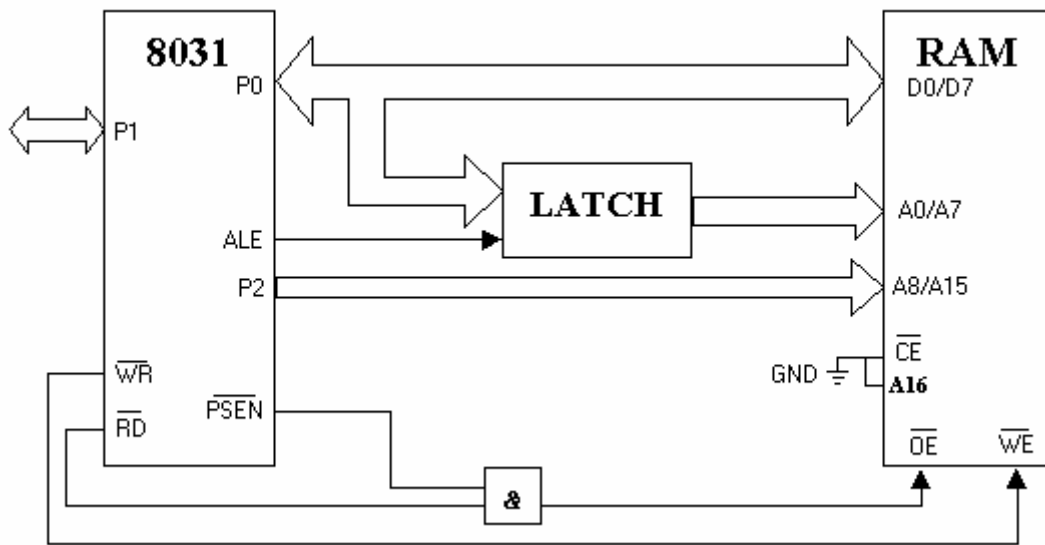 8031
RAM
P0
D0/D7
P1
LATCH
A0/A7
ALE
P2
A8/A15
WR
CE
GND
A16
PSEN
RD
OE
WE
&